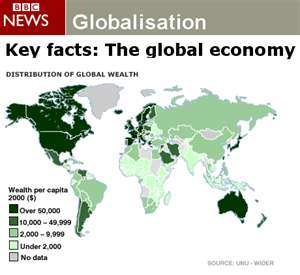 BBC
NEWS
Globalisation
Key facts: The global economy
DISTRIBUTION OF GLOBAL WEALTH
Wealth per capita
2000 ($)
Over 50,000
10,000 – 49,999
2,000 – 9,999
Under 2,000
No data
SOURCE: UNU - WIDER